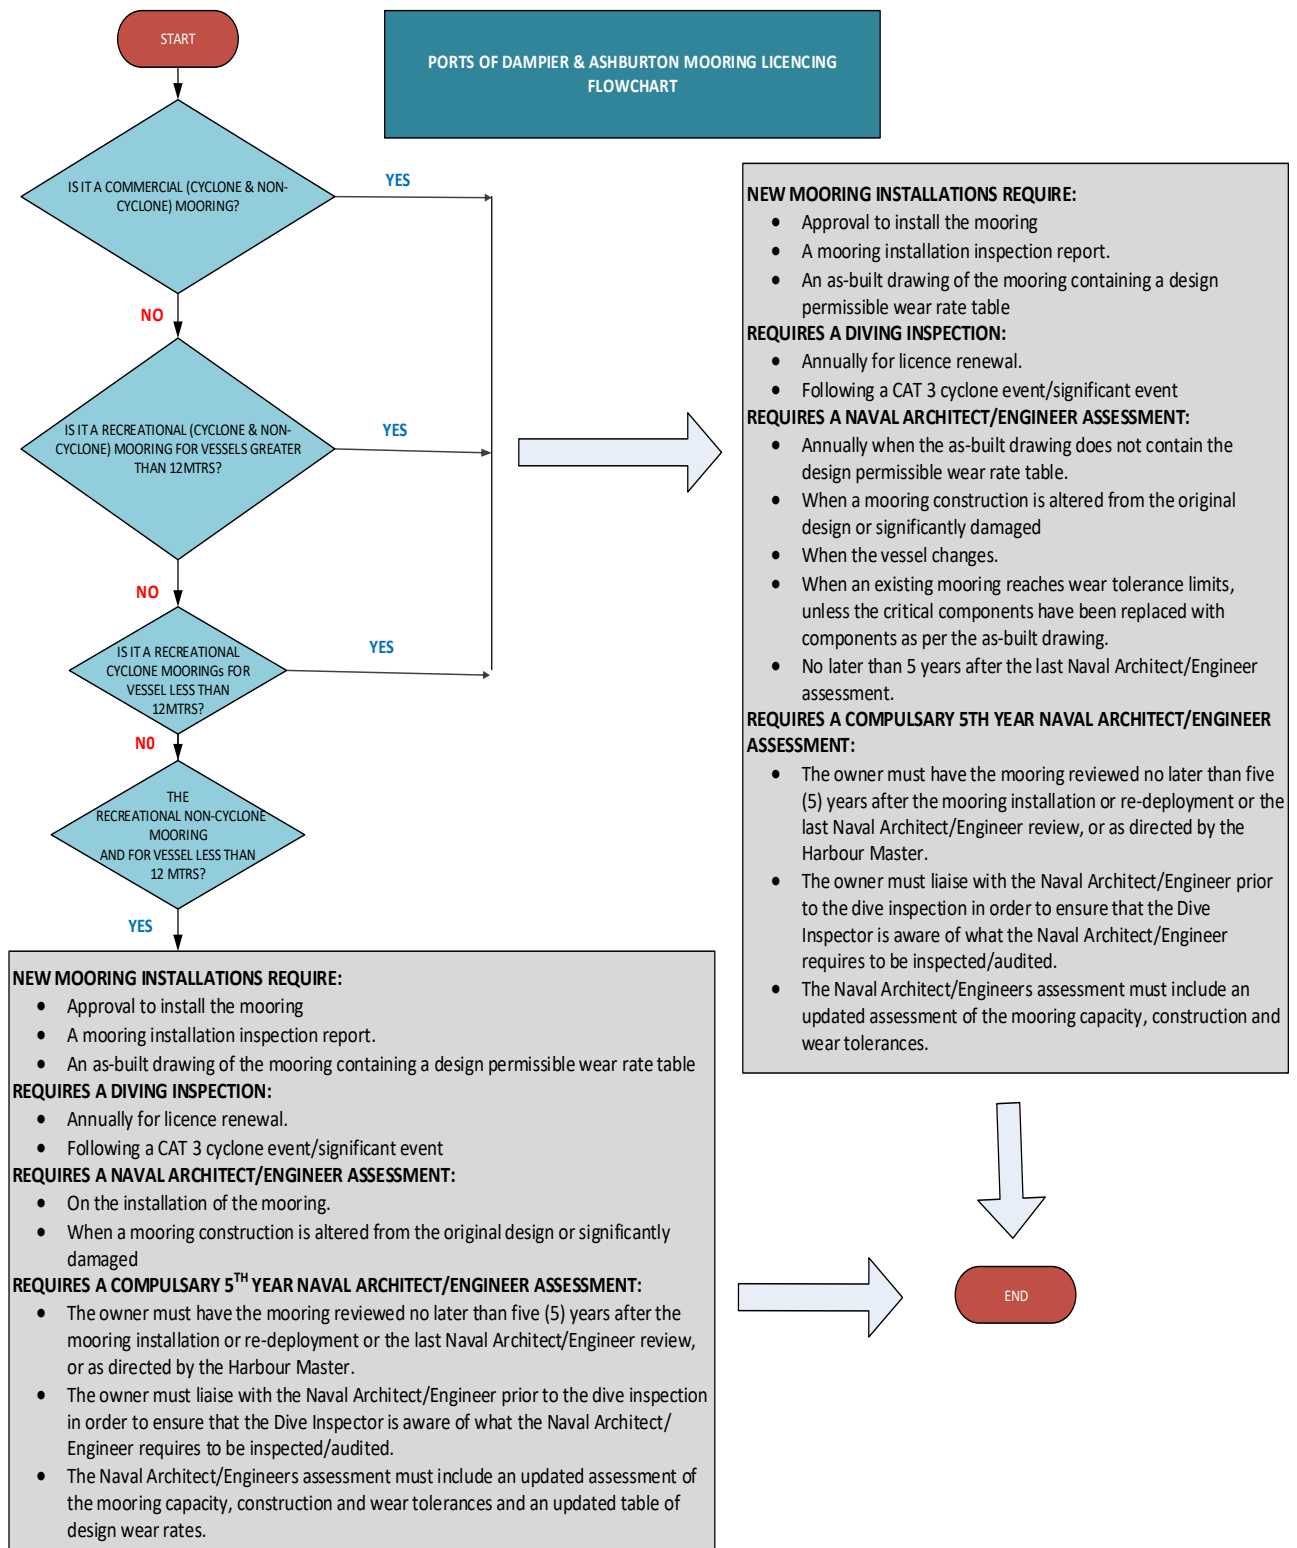 START
PORTS OF DAMPIER & ASHBURTON MOORING LICENCING
FLOWCHART
IS IT A COMMERCIAL (CYCLONE & NON-
CYCLONE) MOORING?
YES
NO
IS IT A RECREATIONAL (CYCLONE & NON-
CYCLONE) MOORING FOR VESSELS GREATER
THAN 12MTRS?
YES
NO
IS IT A RECREATIONAL
CYCLONE MOORINGs FOR
VESSEL LESS THAN
12MTRS?
YES
N0
THE
RECREATIONAL NON-CYCLONE
MOORING
AND FOR VESSEL LESS THAN
12 MTRS?
YES
NEW MOORING INSTALLATIONS REQUIRE:
• Approval to install the mooring
• A mooring installation inspection report.
• An as-built drawing of the mooring containing a design
permissible wear rate table
REQUIRES A DIVING INSPECTION:
• Annually for licence renewal.
• Following a CAT 3 cyclone event/significant event
REQUIRES A NAVAL ARCHITECT/ENGINEER ASSESSMENT:
• Annually when the as-built drawing does not contain the
design permissible wear rate table.
• When a mooring construction is altered from the original
design or significantly damaged
• When the vessel changes.
• When an existing mooring reaches wear tolerance limits,
unless the critical components have been replaced with
components as per the as-built drawing.
• No later than 5 years after the last Naval Architect/Engineer
assessment.
REQUIRES A COMPULSARY 5TH YEAR NAVAL ARCHITECT/ENGINEER
ASSESSMENT:
• The owner must have the mooring reviewed no later than five
(5) years after the mooring installation or re-deployment or the
last Naval Architect/Engineer review, or as directed by the
Harbour Master.
• The owner must liaise with the Naval Architect/Engineer prior
to the dive inspection in order to ensure that the Dive
Inspector is aware of what the Naval Architect/Engineer
requires to be inspected/audited.
• The Naval Architect/Engineers assessment must include an
updated assessment of the mooring capacity, construction and
wear tolerances.
NEW MOORING INSTALLATIONS REQUIRE:
• Approval to install the mooring
• A mooring installation inspection report.
• An as-built drawing of the mooring containing a design permissible wear rate table
REQUIRES A DIVING INSPECTION:
• Annually for licence renewal.
• Following a CAT 3 cyclone event/significant event
REQUIRES A NAVAL ARCHITECT/ENGINEER ASSESSMENT:
• On the installation of the mooring.
• When a mooring construction is altered from the original design or significantly
damaged
REQUIRES A COMPULSARY 5TH YEAR NAVAL ARCHITECT/ENGINEER ASSESSMENT:
• The owner must have the mooring reviewed no later than five (5) years after the
mooring installation or re-deployment or the last Naval Architect/Engineer review,
or as directed by the Harbour Master.
• The owner must liaise with the Naval Architect/Engineer prior to the dive inspection
in order to ensure that the Dive Inspector is aware of what the Naval Architect/
Engineer requires to be inspected/audited.
• The Naval Architect/Engineers assessment must include an updated assessment of
the mooring capacity, construction and wear tolerances and an updated table of
design wear rates.
END